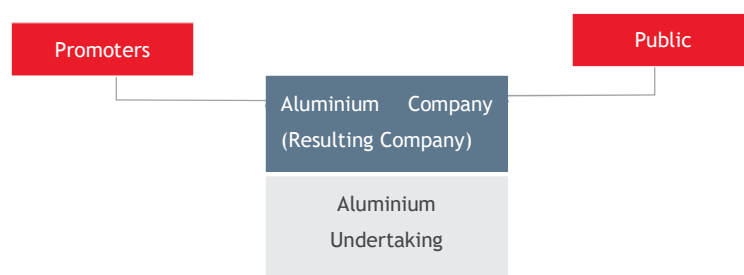 Promoters
Public
Aluminium Company
(Resulting Company)
Aluminium
Undertaking